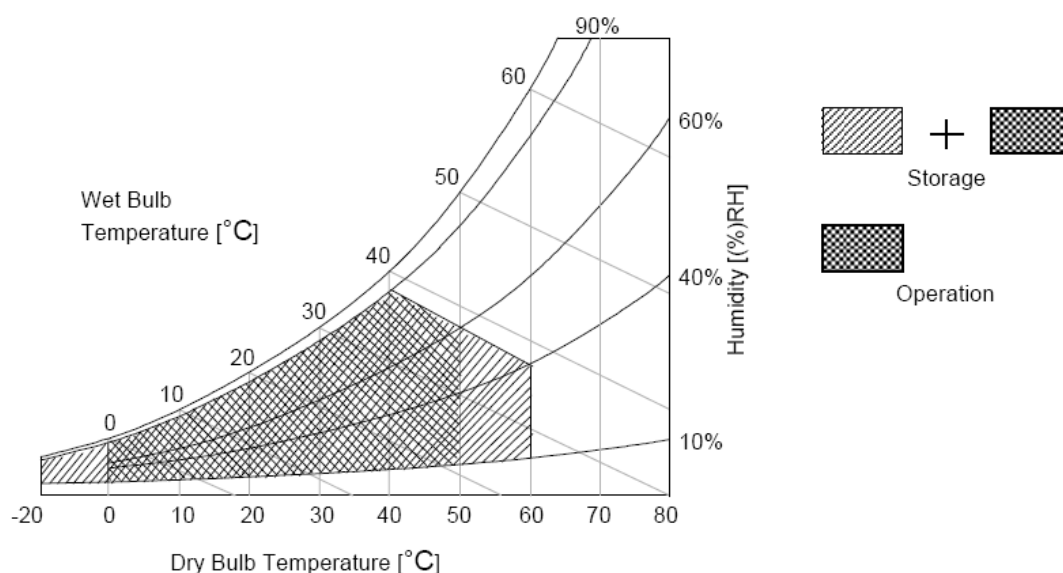 90%
60
60%
50
Wet Bulb
Temperature [°C]
Storage
40
40%
Humidity [(%)RH]
30
Operation
20
10
0
10%
-20 0 10 20 30 40 50 60 70 80
Dry Bulb Temperature [°C]